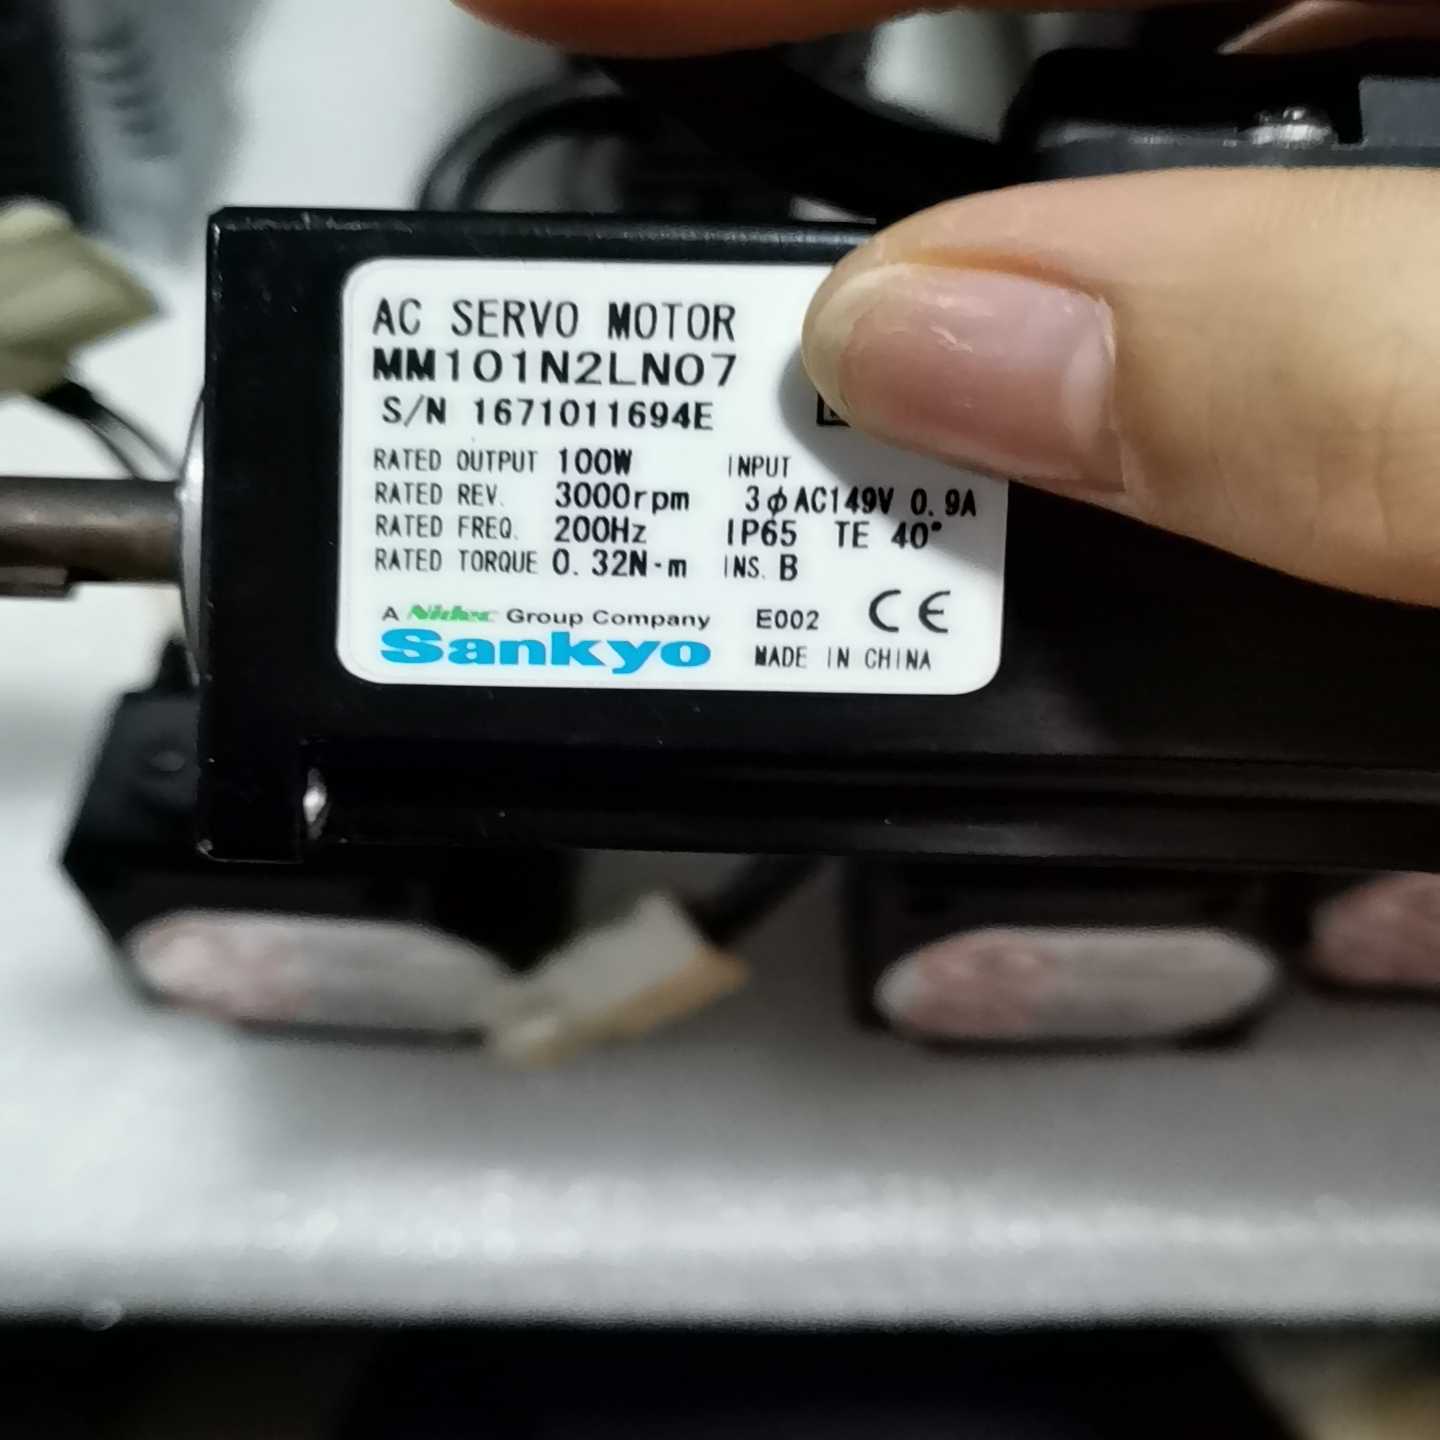 AC SERVO MOTOR
MM101N2LN07
S/N 1671011694E
RATED OUTPUT 100W INPUT
RATED REV. 3000rpm 3φAC149V 0.9A
RATED FREQ. 200Hz IP65 TE 40°
RATED TORQUE 0.32N·m INS. B
A Nidec Group Company E002 CE
Sankyo MADE IN CHINA